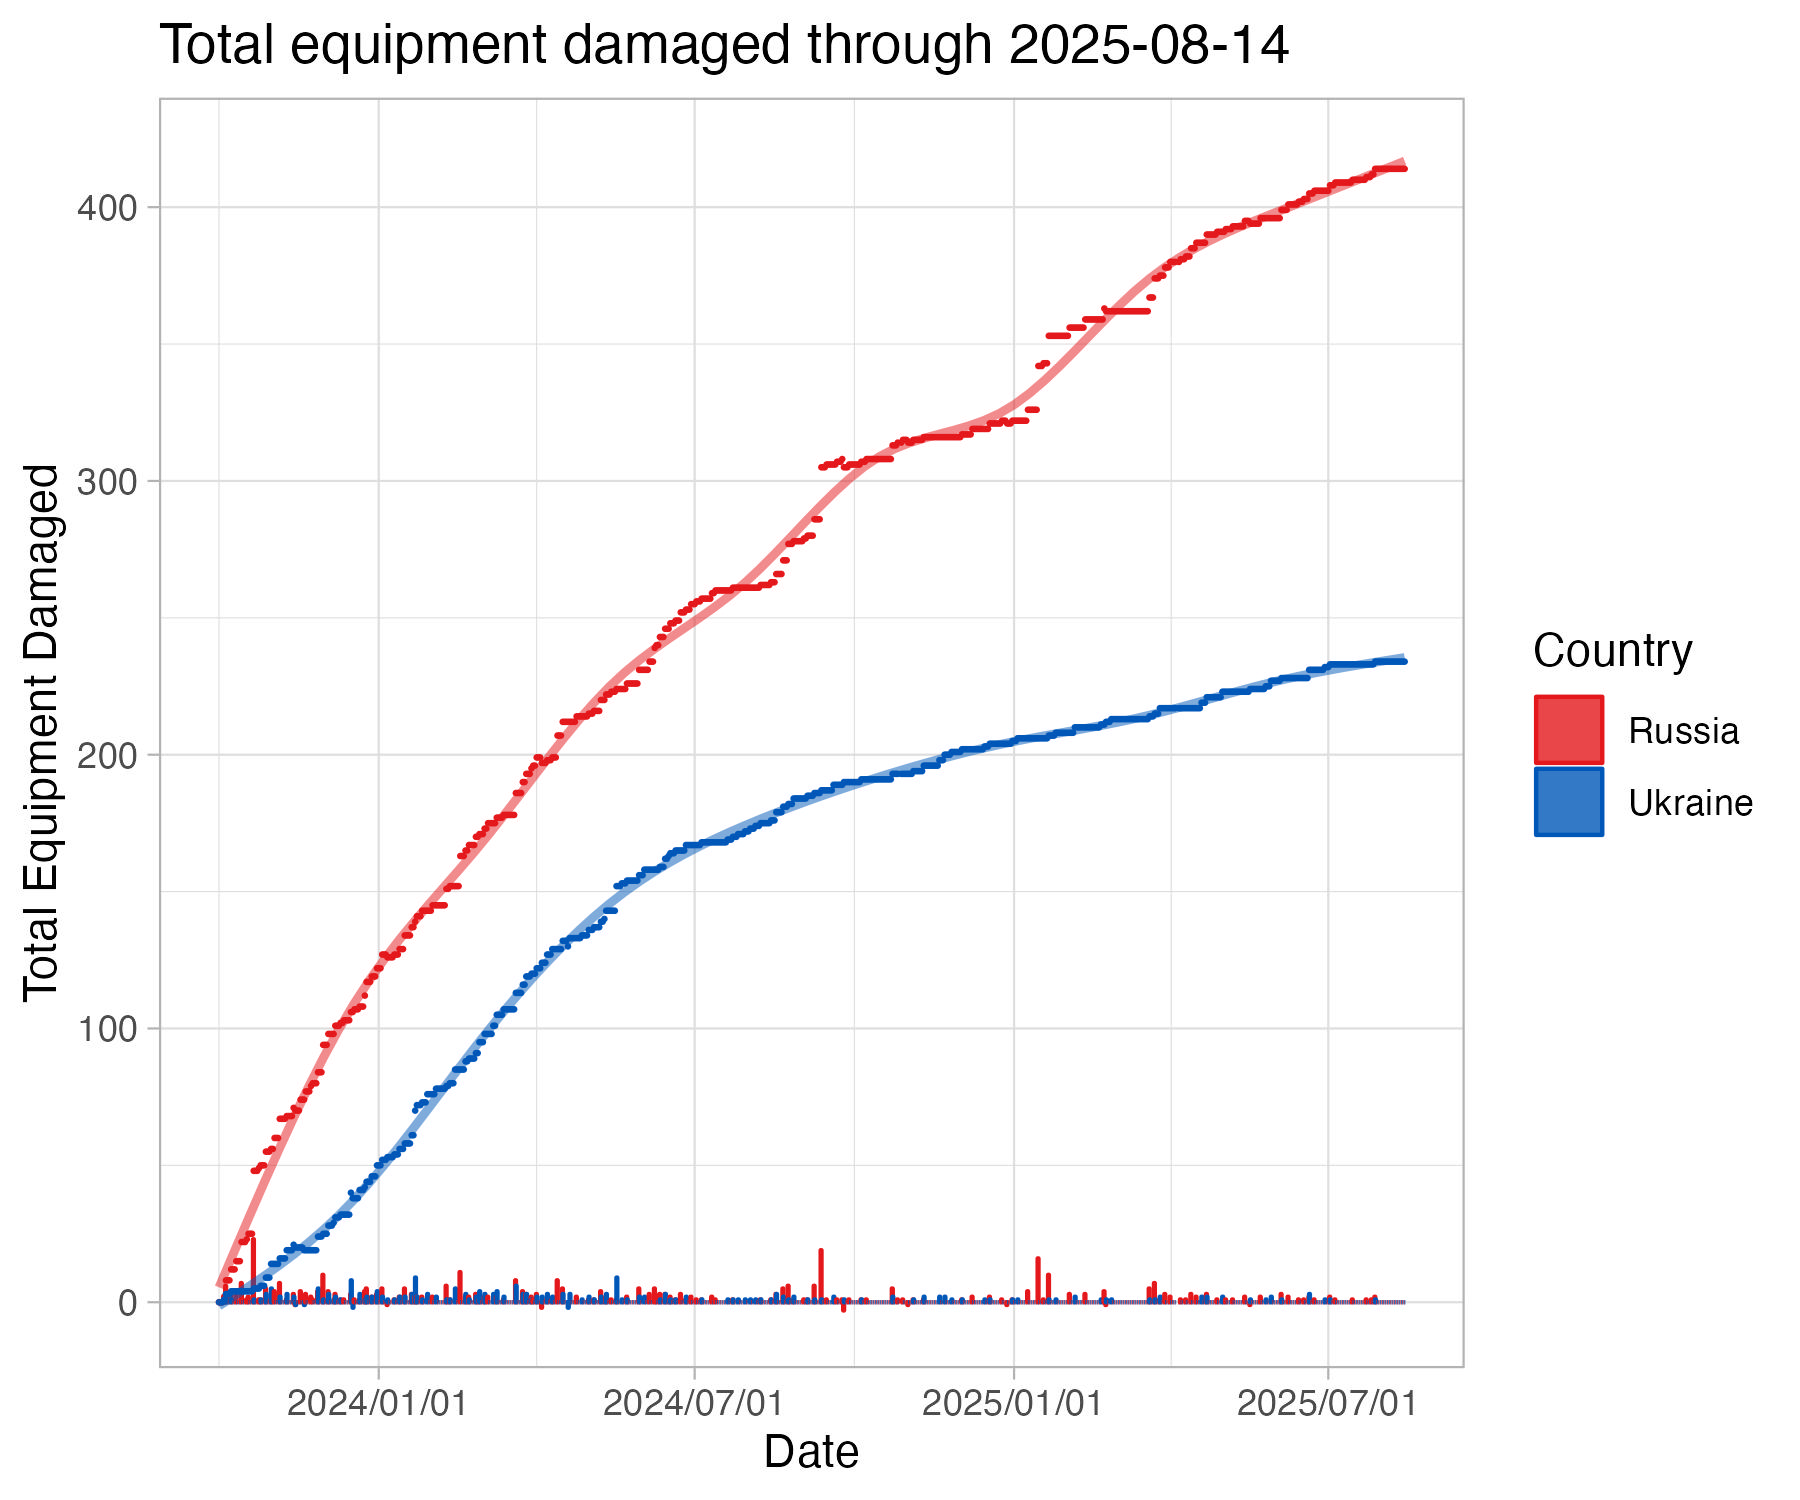 Total equipment damaged through 2025-08-14
Total Equipment Damaged
400
300
200
100
0
2024/01/01
2024/07/01
2025/01/01
2025/07/01
Date
Country
Russia
Ukraine